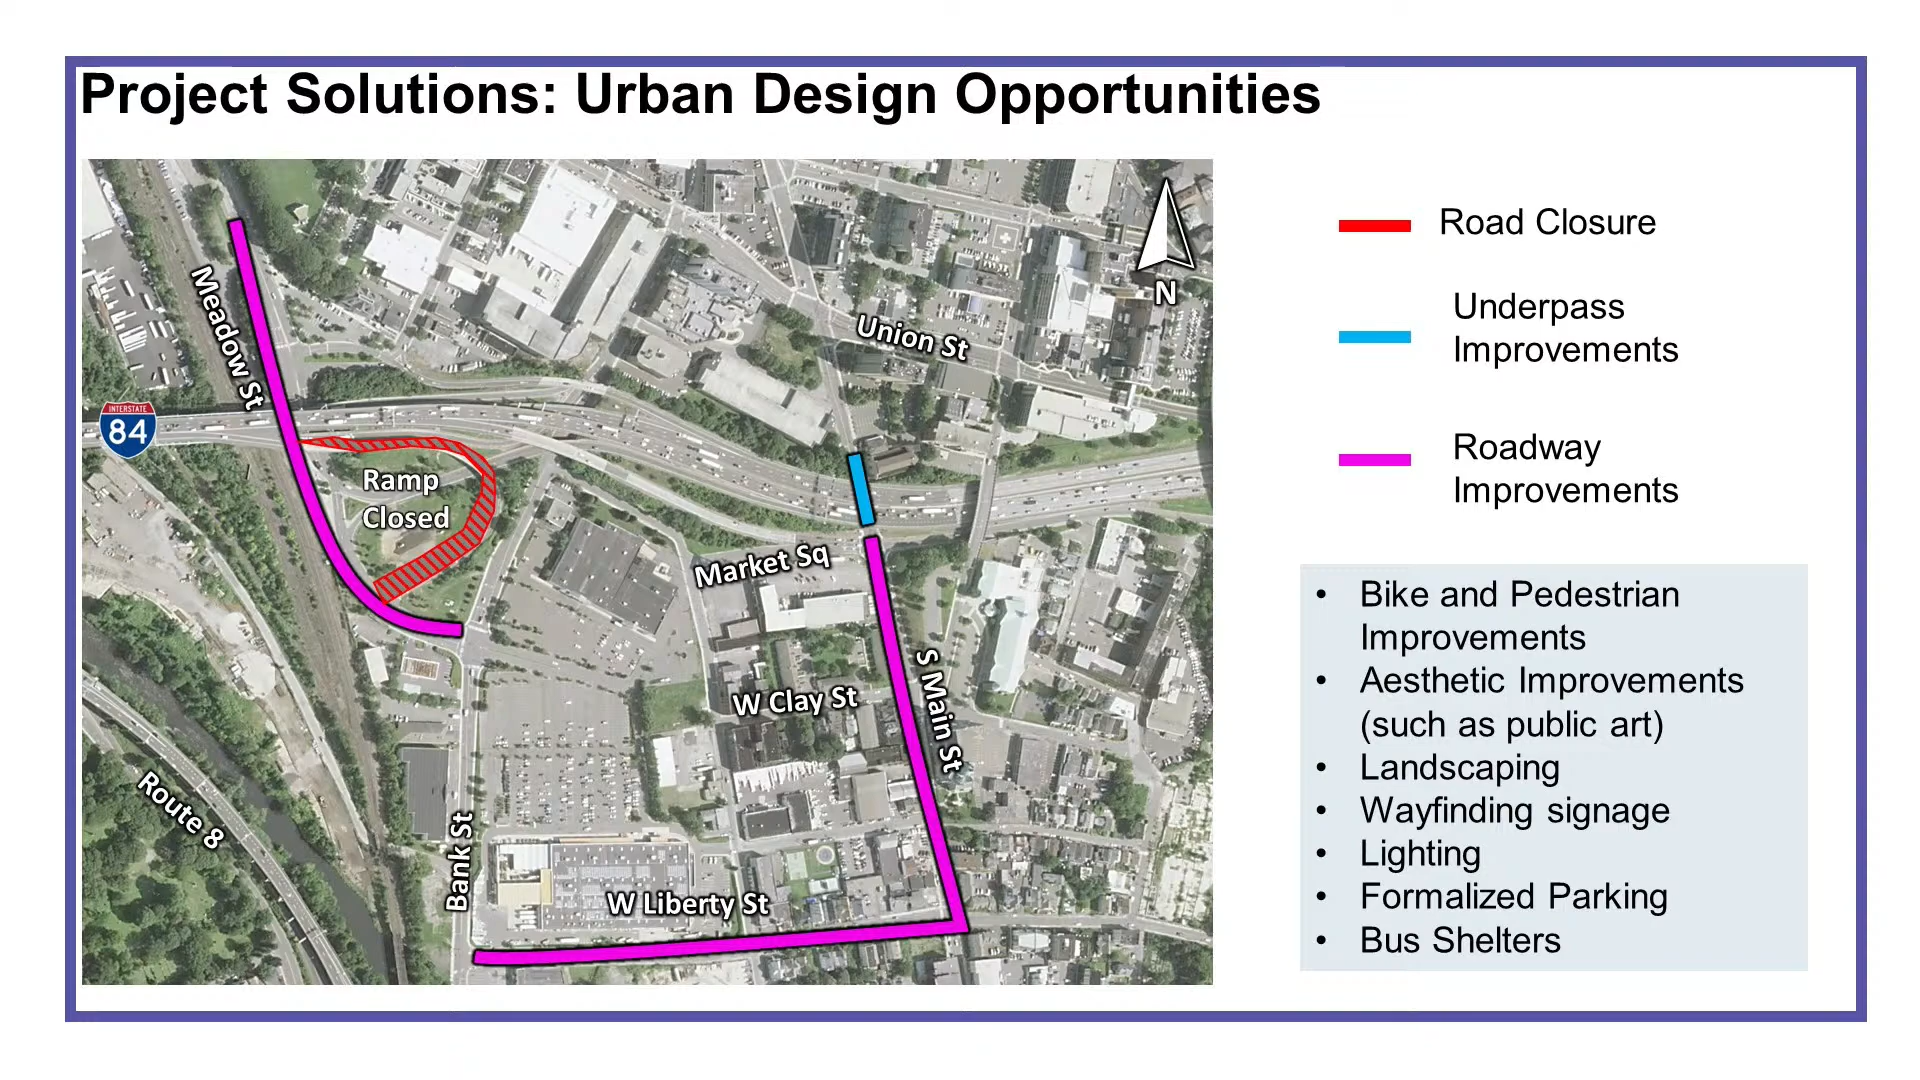 Project Solutions: Urban Design Opportunities
Meadow St
INTERSTATE
84
Ramp
Closed
Union St
N
Market Sq
W Clay St
S Main St
Route 8
Bank St
W Liberty St
Road Closure
Underpass
Improvements
Roadway
Improvements
• Bike and Pedestrian
Improvements
• Aesthetic Improvements
(such as public art)
• Landscaping
• Wayfinding signage
• Lighting
• Formalized Parking
• Bus Shelters